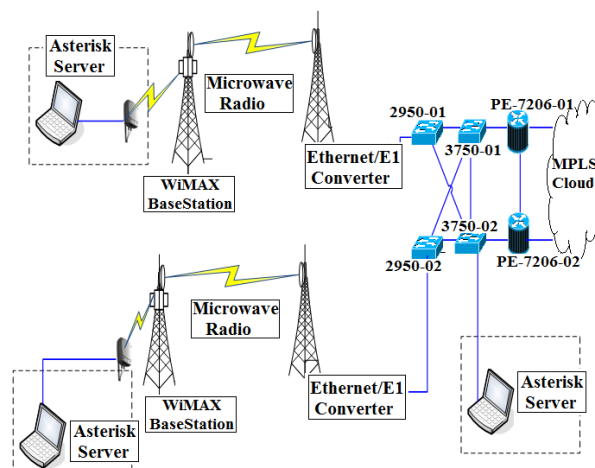 Asterisk
Server
Microwave
Radio
WiMAX
BaseStation
Ethernet/E1
Converter
2950-01
3750-01
PE-7206-01
MPLS
Cloud
3750-02
2950-02
PE-7206-02
Microwave
Radio
WiMAX
BaseStation
Ethernet/E1
Converter
Asterisk
Server
Asterisk
Server